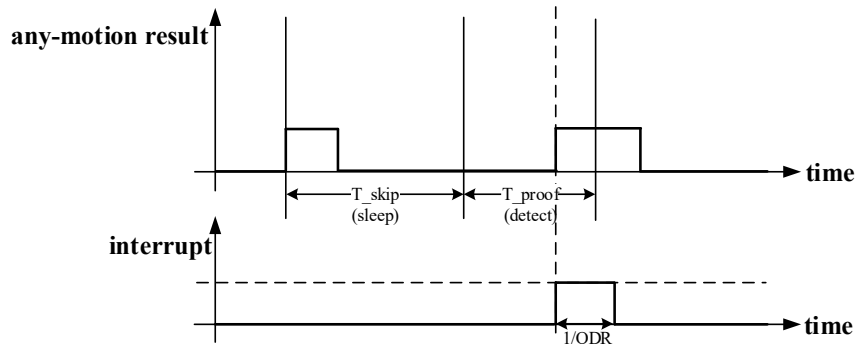 any-motion result
time
T_skip
(sleep)
T_proof
(detect)
interrupt
time
1/ODR